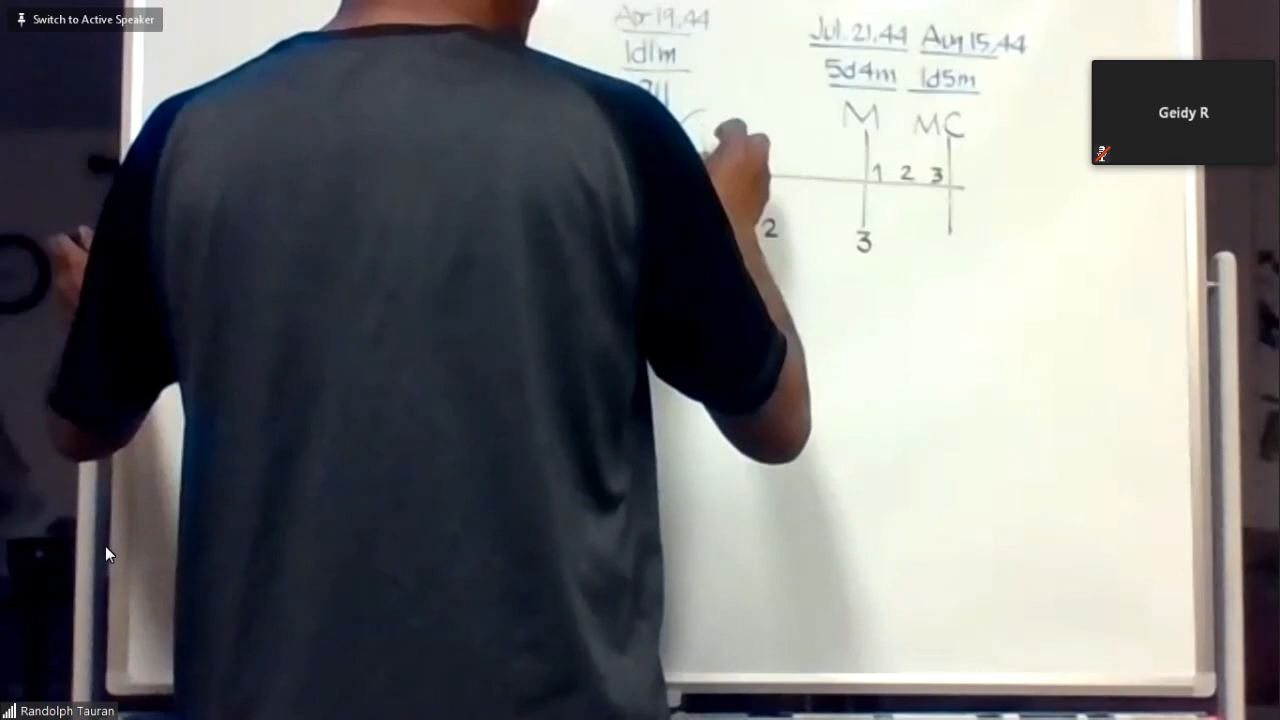 Switch to Active Speaker
Apr 19.44
1d1m
Jul. 21.44 Aug 15.44
5d4m 1d5m
M MC
1 2 3
2
3
Geidy R
Randolph Tauran